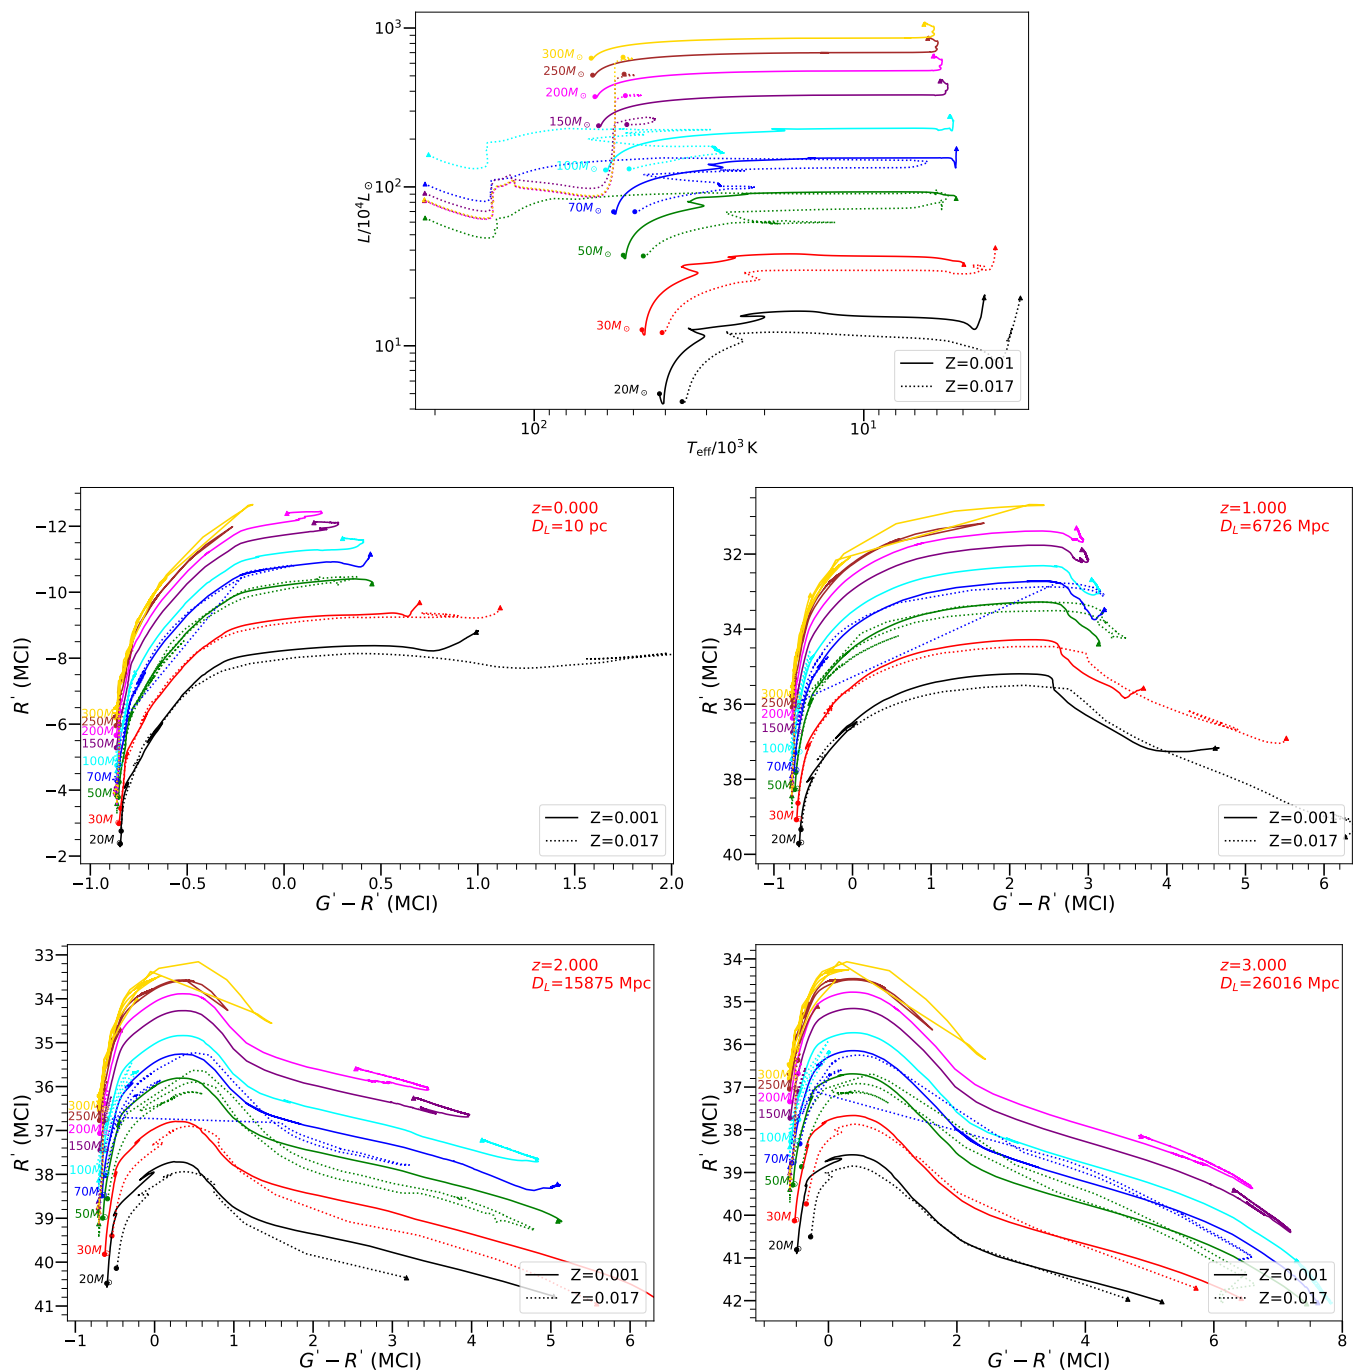 10³
10²
10¹
L/10⁴L⊙
300M⊙
250M⊙
200M⊙
150M⊙
100M⊙
70M⊙
50M⊙
30M⊙
20M⊙
Z=0.001
Z=0.017
10² 10¹
T_eff/10³ K
z=0.000
D_L=10 pc
−12
−10
−8
−6
−4
−2
R' (MCI)
300M
250M
200M
150M
100M
70M
50M
30M
20M
Z=0.001
Z=0.017
−1.0 −0.5 0.0 0.5 1.0 1.5 2.0
G' − R' (MCI)
z=1.000
D_L=6726 Mpc
32
34
36
38
40
R' (MCI)
300M
250M
200M
150M
100M
70M
50M
30M
20M
Z=0.001
Z=0.017
−1 0 1 2 3 4 5 6
G' − R' (MCI)
z=2.000
D_L=15875 Mpc
33
34
35
36
37
38
39
40
41
R' (MCI)
300M
250M
200M
150M
100M
70M
50M
30M
20M⊙
Z=0.001
Z=0.017
−1 0 1 2 3 4 5 6
G' − R' (MCI)
z=3.000
D_L=26016 Mpc
34
35
36
37
38
39
40
41
42
R' (MCI)
300M
250M
200M
150M
100M
70M
50M
30M
20M⊙
Z=0.001
Z=0.017
0 2 4 6 8
G' − R' (MCI)